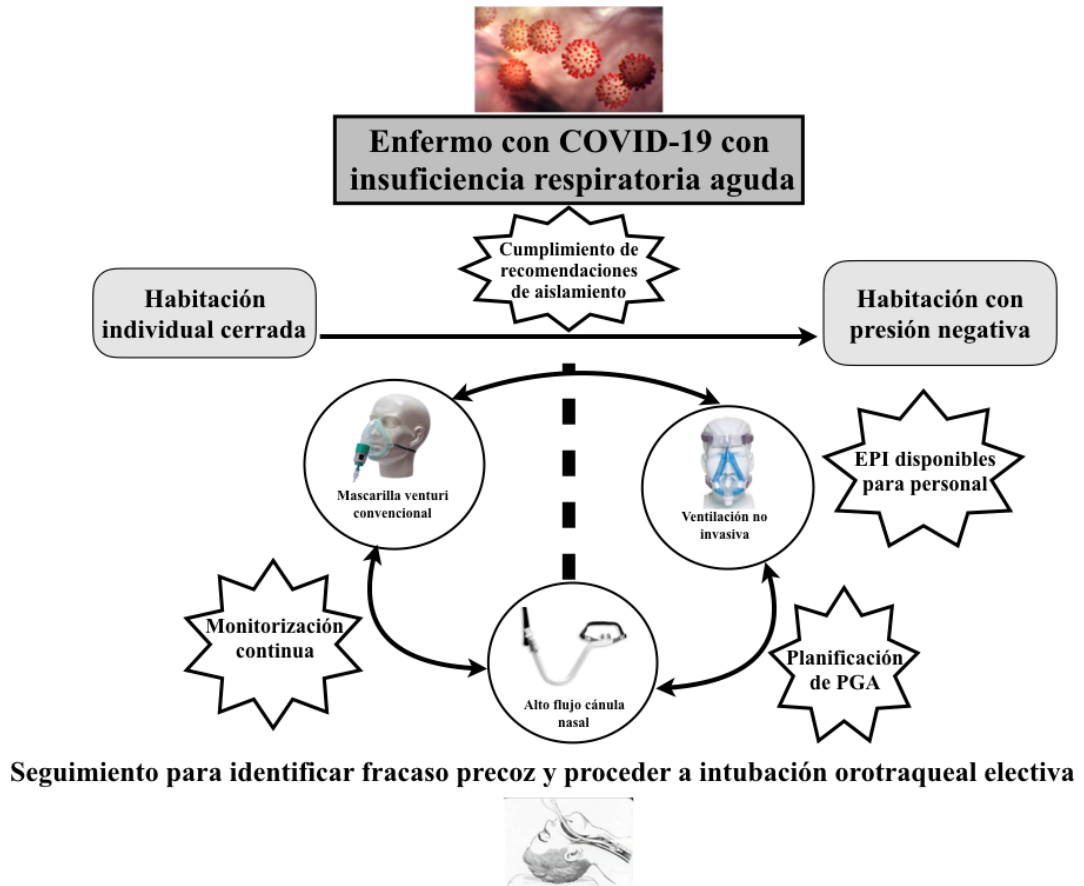 Enfermo con COVID-19 con
insuficiencia respiratoria aguda
Cumplimiento de
recomendaciones
de aislamiento
Habitación
individual cerrada
Habitación con
presión negativa
Mascarilla venturi
convencional
Ventilación no
invasiva
EPI disponibles
para personal
Monitorización
continua
Alto flujo cánula
nasal
Planificación
de PGA
Seguimiento para identificar fracaso precoz y proceder a intubación orotraqueal electiva